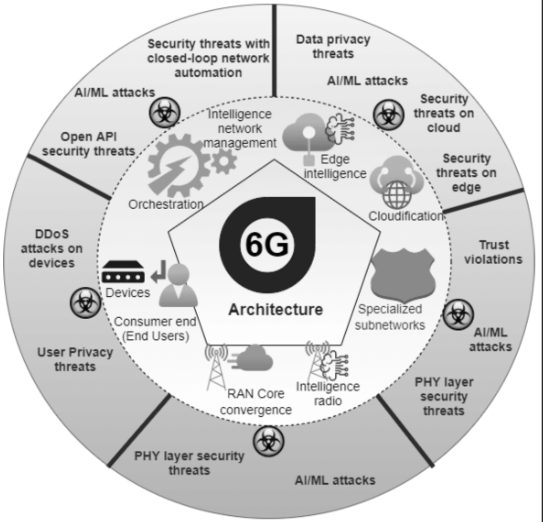 Security threats with
closed-loop network
automation
AI/ML attacks
Open API
security threats
Data privacy
threats
AI/ML attacks
Security
threats on
cloud
Security
threats on
edge
Intelligence
network
management
Orchestration
Edge
intelligence
Cloudification
DDoS
attacks on
devices
User Privacy
threats
Devices
Consumer end
(End Users)
6G
Architecture
Specialized
subnetworks
Trust
violations
AI/ML
attacks
PHY layer
security
threats
RAN Core
convergence
Intelligence
radio
PHY layer security
threats
AI/ML attacks